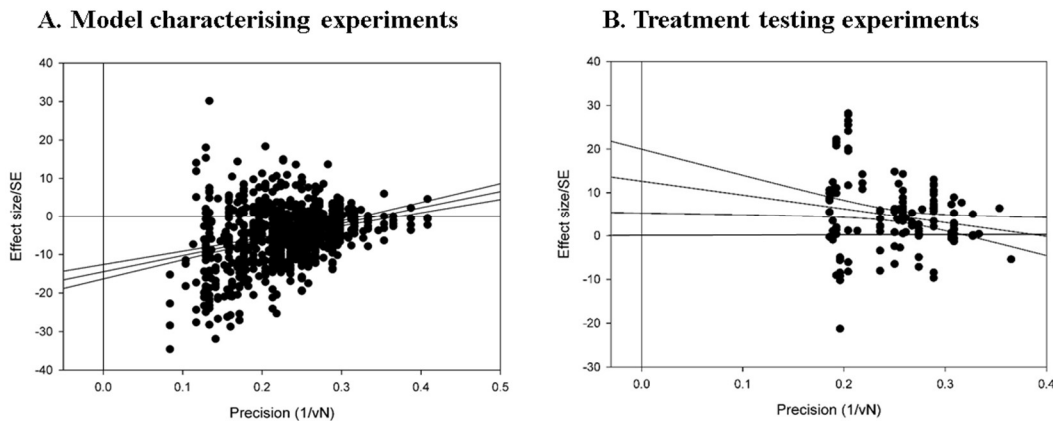 A. Model characterising experiments
B. Treatment testing experiments
40
30
20
10
0
-10
-20
-30
-40
Effect size/SE
0.0 0.1 0.2 0.3 0.4 0.5
Precision (1/vN)
40
30
20
10
0
-10
-20
-30
Effect size/SE
0.0 0.1 0.2 0.3 0.4
Precision (1/vN)